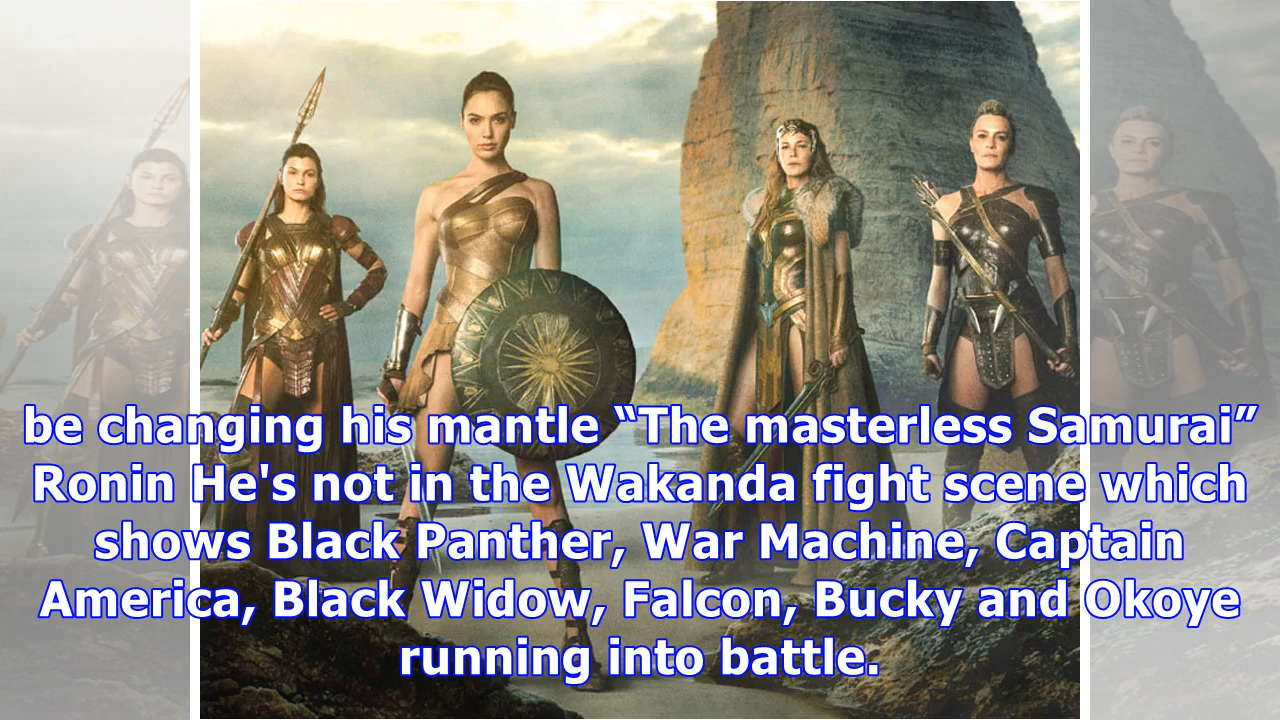 be changing his mantle “The masterless Samurai”
Ronin He's not in the Wakanda fight scene which
shows Black Panther, War Machine, Captain
America, Black Widow, Falcon, Bucky and Okoye
running into battle.